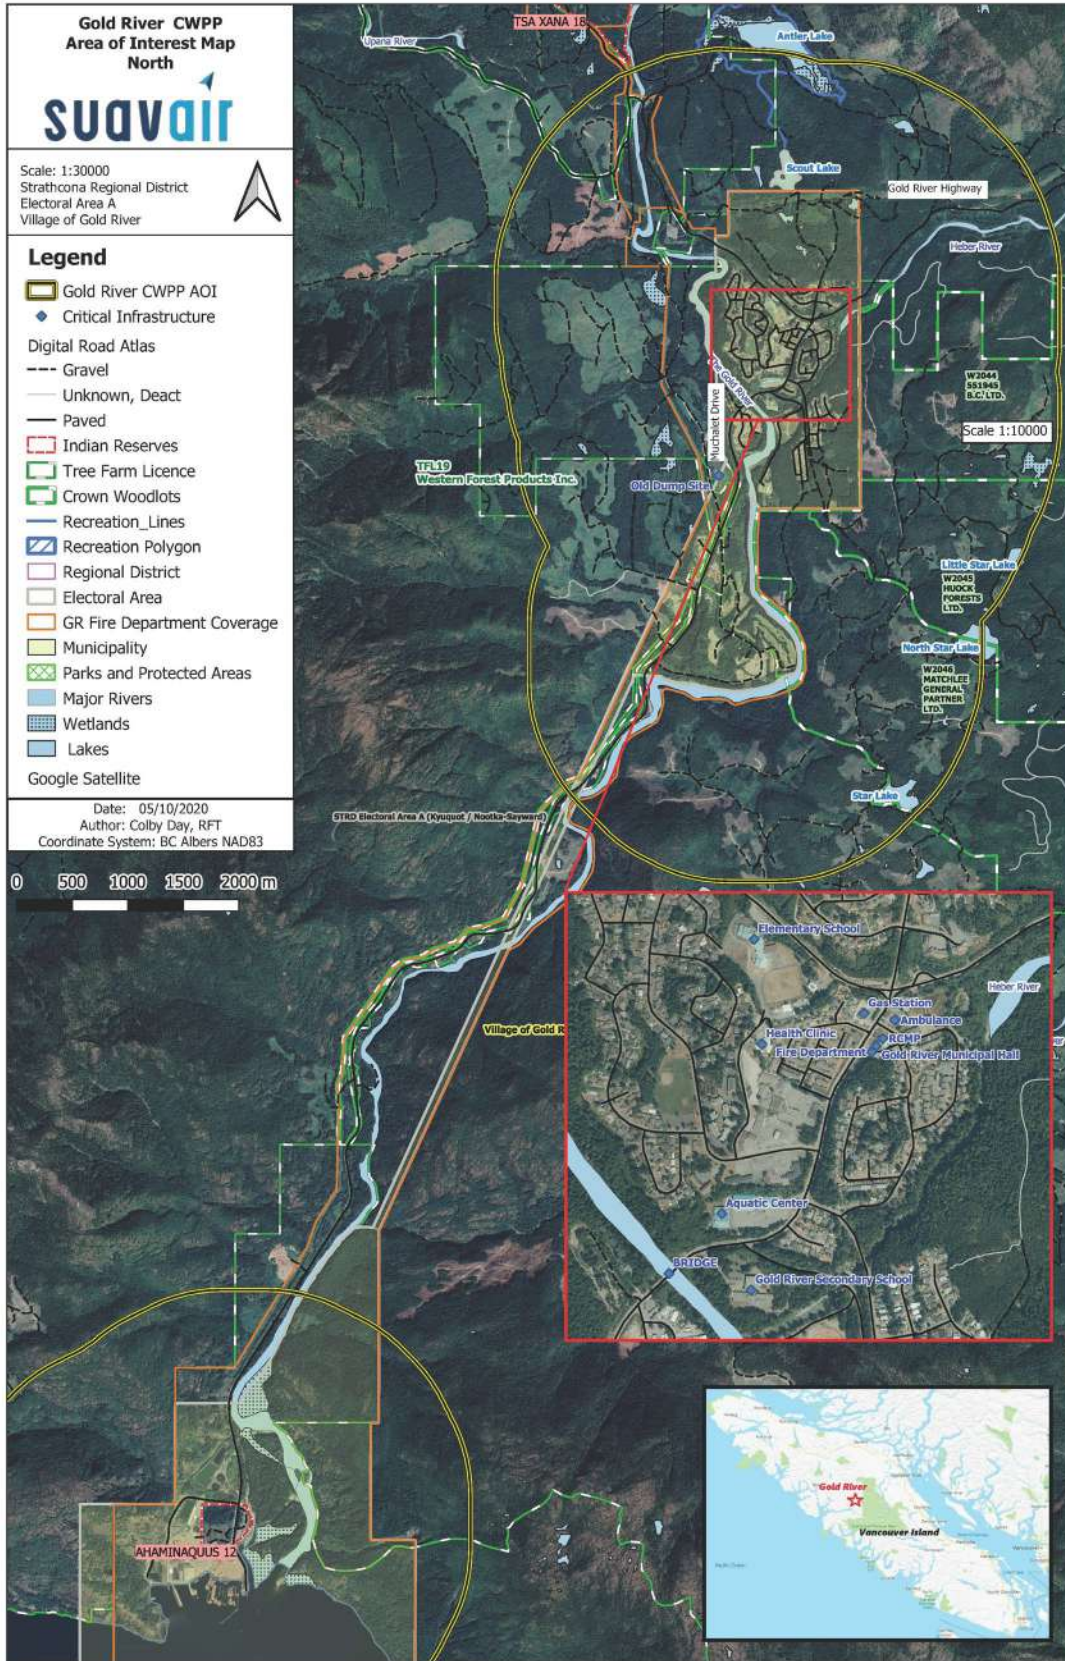 Gold River CWPP
Area of Interest Map
North
suavair
Scale: 1:30000
Strathcona Regional District
Electoral Area A
Village of Gold River
Legend
Gold River CWPP AOI
Critical Infrastructure
Digital Road Atlas
Gravel
Unknown, Deact
Paved
Indian Reserves
Tree Farm Licence
Crown Woodlots
Recreation_Lines
Recreation Polygon
Regional District
Electoral Area
GR Fire Department Coverage
Municipality
Parks and Protected Areas
Major Rivers
Wetlands
Lakes
Google Satellite
Date: 05/10/2020
Author: Colby Day, RFT
Coordinate System: BC Albers NAD83
0 500 1000 1500 2000 m
TSA XANA 18
Upana River
Antler Lake
Scout Lake
Gold River Highway
Heber River
The Gold River
Muchalet Drive
W2044
551945
B.C. LTD.
Scale 1:10000
TFL19
Western Forest Products Inc.
Old Dump Site
Little Star Lake
W2045
HUOCK
FORESTS
LTD.
North Star Lake
W2046
MATCHLEE
GENERAL
PARTNER
LTD.
Star Lake
STRD Electoral Area A (Kyuquot / Nootka-Sayward)
Village of Gold R
Elementary School
Heber River
Gas Station
Ambulance
Health Clinic
RCMP
Fire Department
Gold River Municipal Hall
Aquatic Center
BRIDGE
Gold River Secondary School
AHAMINAQUUS 12
Gold River
Vancouver Island